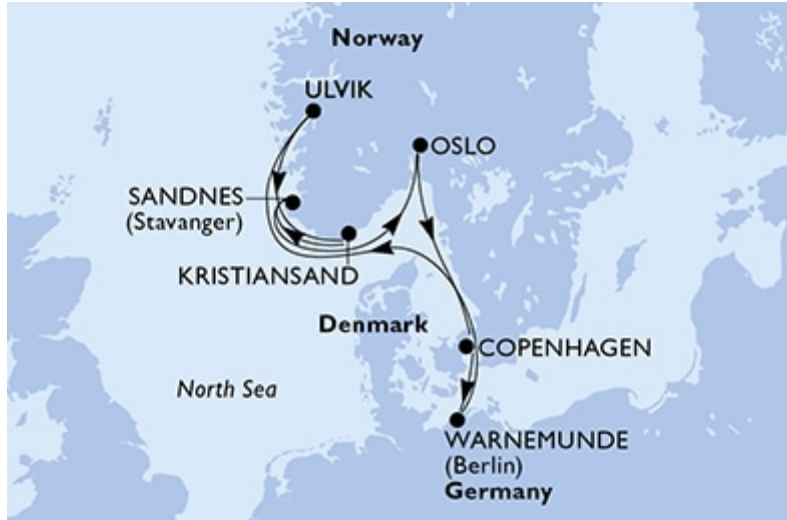 Norway
ULVIK
OSLO
SANDNES
(Stavanger)
KRISTIANSAND
Denmark
COPENHAGEN
North Sea
WARNEMUNDE
(Berlin)
Germany